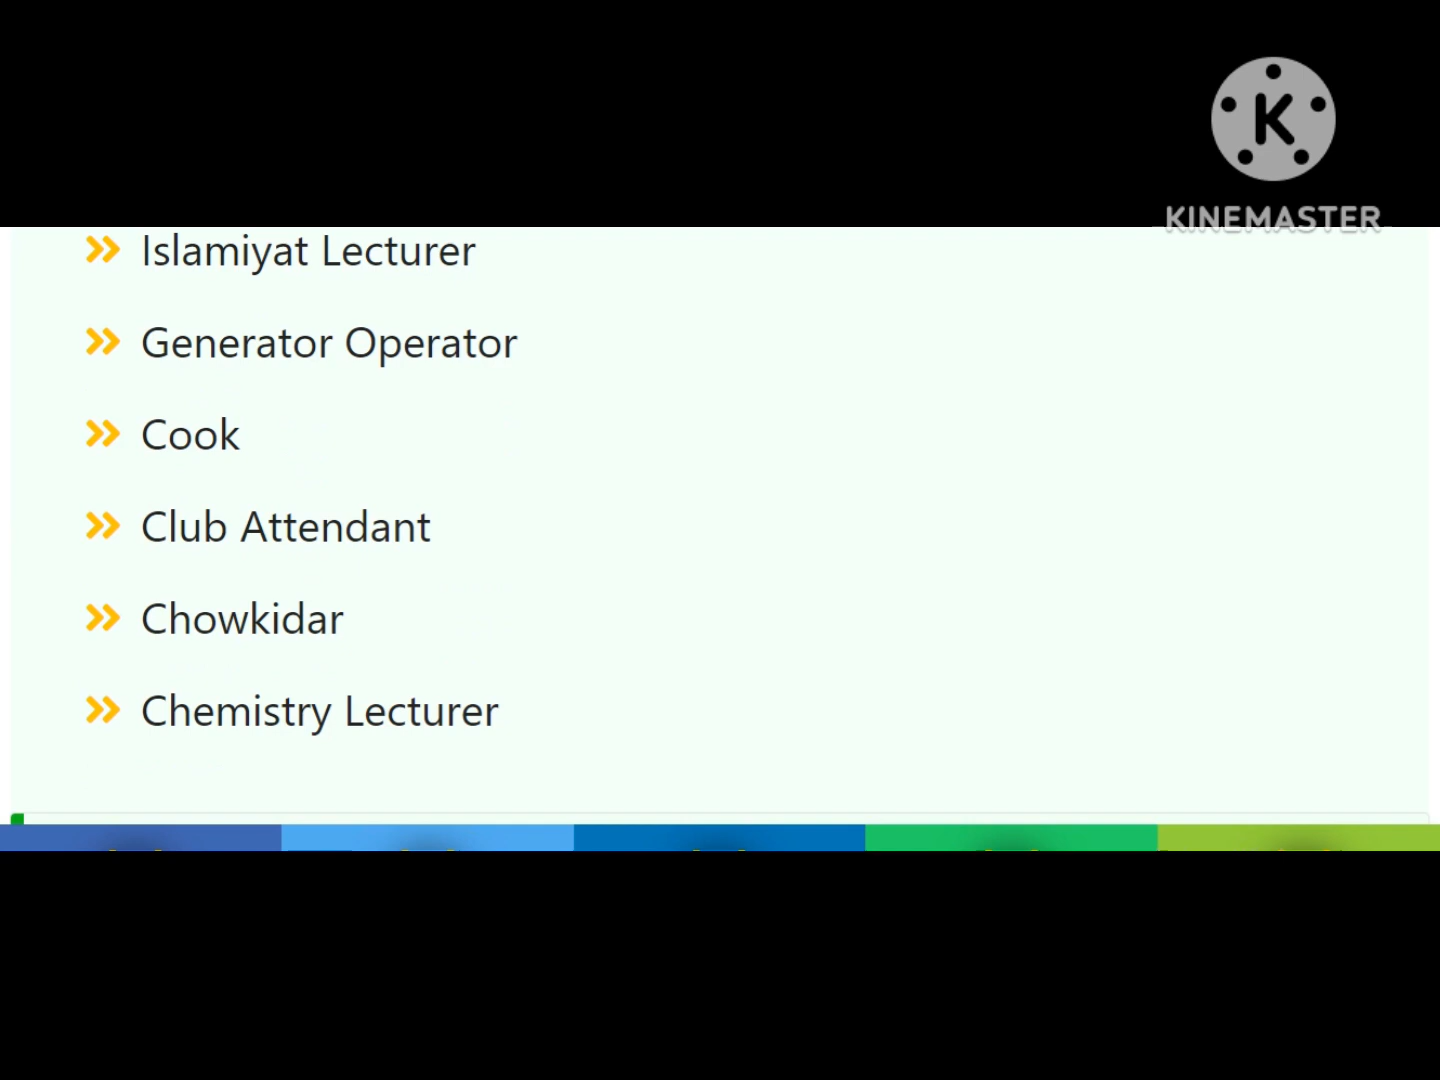 KINEMASTER
Islamiyat Lecturer
Generator Operator
Cook
Club Attendant
Chowkidar
Chemistry Lecturer